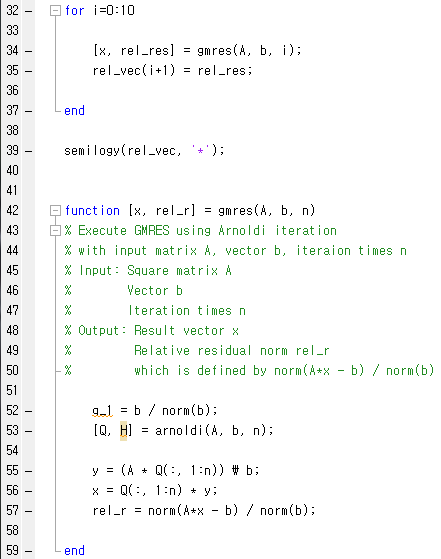 32 - for i=0:10
33
34 - [x, rel_res] = gmres(A, b, i);
35 - rel_vec(i+1) = rel_res;
36
37 - end
38
39 - semilogy(rel_vec, '*');
40
41
42 function [x, rel_r] = gmres(A, b, n)
43 % Execute GMRES using Arnoldi iteration
44 % with input matrix A, vector b, iteraion times n
45 % Input: Square matrix A
46 % Vector b
47 % Iteration times n
48 % Output: Result vector x
49 % Relative residual norm rel_r
50 % which is defined by norm(A*x - b) / norm(b)
51
52 - q_1 = b / norm(b);
53 - [Q, H] = arnoldi(A, b, n);
54
55 - y = (A * Q(:, 1:n)) ₩ b;
56 - x = Q(:, 1:n) * y;
57 - rel_r = norm(A*x - b) / norm(b);
58
59 - end